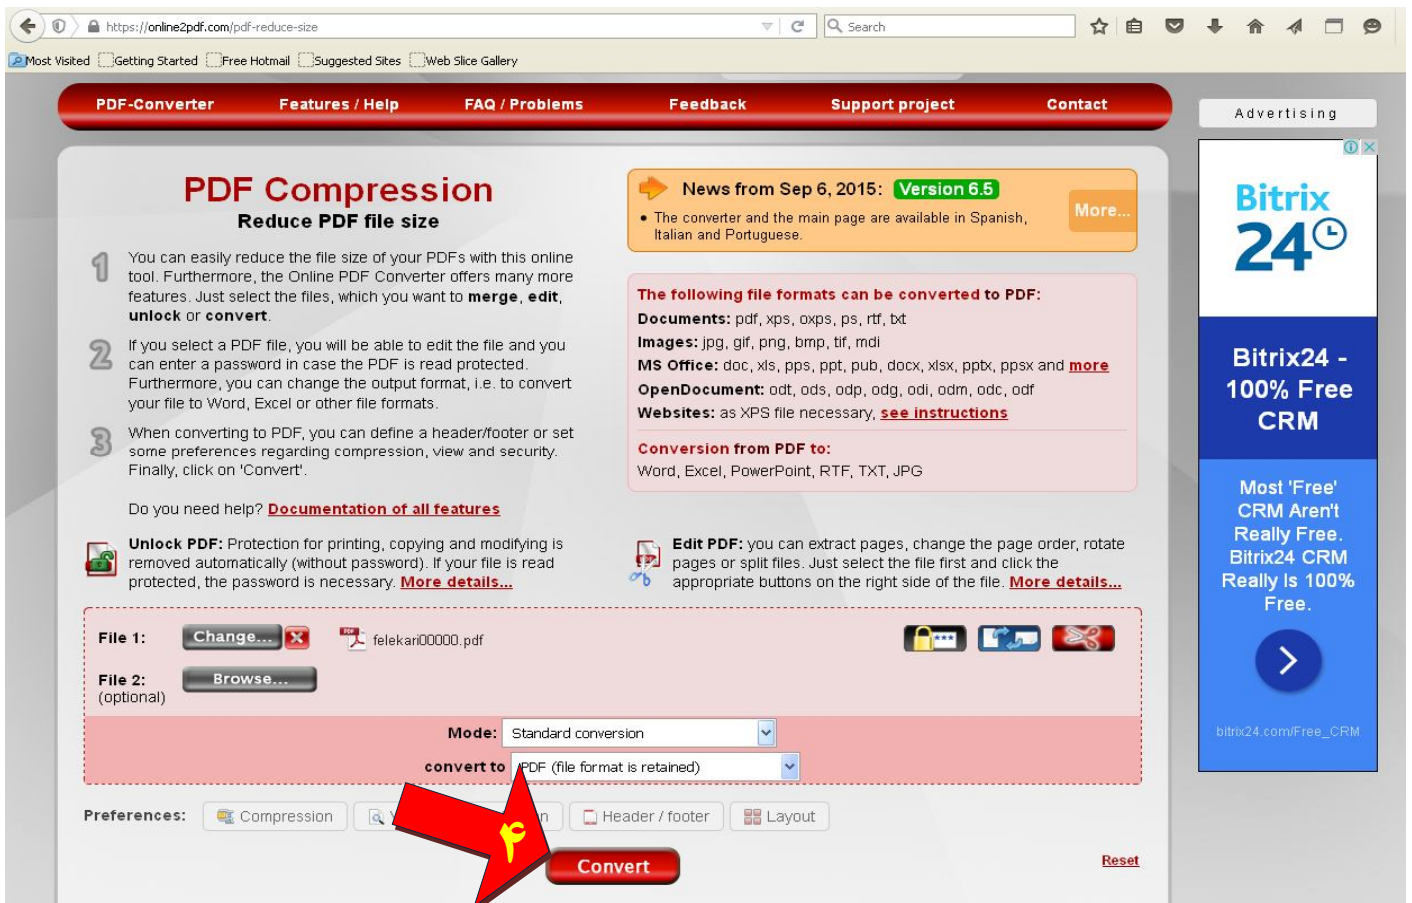 https://online2pdf.com/pdf-reduce-size
Search
Most Visited Getting Started Free Hotmail Suggested Sites Web Slice Gallery
PDF-Converter Features / Help FAQ / Problems Feedback Support project Contact
Advertising
PDF Compression
Reduce PDF file size
1 You can easily reduce the file size of your PDFs with this online
tool. Furthermore, the Online PDF Converter offers many more
features. Just select the files, which you want to merge, edit,
unlock or convert.
2 If you select a PDF file, you will be able to edit the file and you
can enter a password in case the PDF is read protected.
Furthermore, you can change the output format, i.e. to convert
your file to Word, Excel or other file formats.
3 When converting to PDF, you can define a header/footer or set
some preferences regarding compression, view and security.
Finally, click on 'Convert'.
Do you need help? Documentation of all features
News from Sep 6, 2015: Version 6.5
• The converter and the main page are available in Spanish,
Italian and Portuguese.
More...
The following file formats can be converted to PDF:
Documents: pdf, xps, oxps, ps, rtf, txt
Images: jpg, gif, png, bmp, tif, mdi
MS Office: doc, xls, pps, ppt, pub, docx, xlsx, pptx, ppsx and more
OpenDocument: odt, ods, odp, odg, odi, odm, odc, odf
Websites: as XPS file necessary, see instructions
Conversion from PDF to:
Word, Excel, PowerPoint, RTF, TXT, JPG
Unlock PDF: Protection for printing, copying and modifying is
removed automatically (without password). If your file is read
protected, the password is necessary. More details...
Edit PDF: you can extract pages, change the page order, rotate
pages or split files. Just select the file first and click the
appropriate buttons on the right side of the file. More details...
File 1: Change... felekari00000.pdf
File 2: Browse...
(optional)
Mode: Standard conversion
convert to PDF (file format is retained)
Preferences: Compression Header / footer Layout
۴
Convert
Reset
Bitrix
24
Bitrix24 -
100% Free
CRM
Most 'Free'
CRM Aren't
Really Free.
Bitrix24 CRM
Really Is 100%
Free.
bitrix24.com/Free_CRM